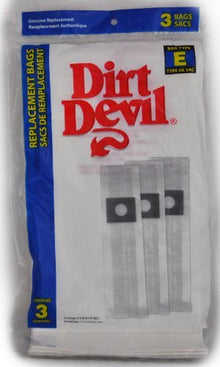 Genuine Replacement
Remplacement Authentique
3 BAGS
SACS
BAG TYPE
E
TYPE DE SAC
REPLACEMENT BAGS
SACS DE REMPLACEMENT
Dirt
Devil®
CONTAINS
3